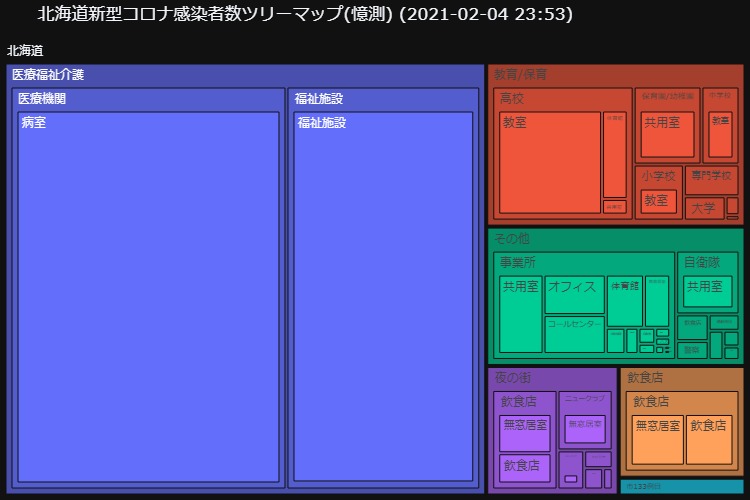 北海道新型コロナ感染者数ツリーマップ(憶測) (2021-02-04 23:53)
北海道
医療福祉介護
医療機関
病室
福祉施設
福祉施設
教育/保育
高校
教室
保育園/幼稚園
共用室
中学校
教室
小学校
教室
専門学校
大学
その他
事業所
共用室
オフィス
コールセンター
体育館
自衛隊
共用室
警察
夜の街
飲食店
無窓居室
飲食店
ニュークラブ
無窓居室
飲食店
飲食店
無窓居室
飲食店